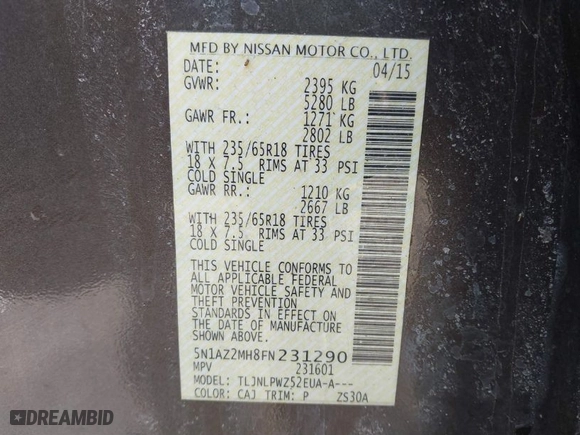 MFD BY NISSAN MOTOR CO., LTD.
DATE: 04/15
GVWR: 2395 KG
5280 LB
GAWR FR.: 1271 KG
2802 LB
WITH 235/65R18 TIRES
18 X 7.5 RIMS AT 33 PSI
COLD SINGLE
GAWR RR.: 1210 KG
2667 LB
WITH 235/65R18 TIRES
18 X 7.5 RIMS AT 33 PSI
COLD SINGLE
THIS VEHICLE CONFORMS TO
ALL APPLICABLE FEDERAL
MOTOR VEHICLE SAFETY AND
THEFT PREVENTION
STANDARDS IN EFFECT ON
THE DATE OF MANUFACTURE
SHOWN ABOVE.
5N1AZ2MH8FN231290
MPV 231601
MODEL: TLJNLPWZ52EUA-A---
COLOR: CAJ TRIM: P ZS30A
DREAMBID